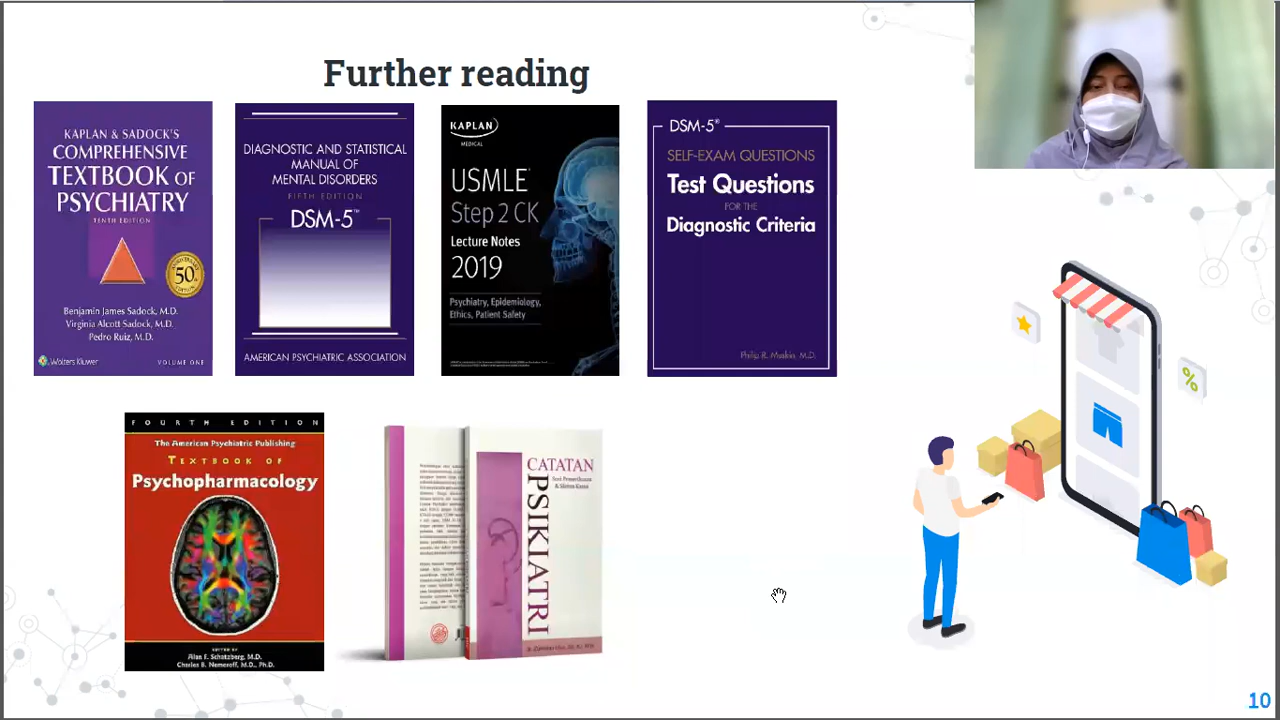 Further reading
KAPLAN & SADOCK'S
COMPREHENSIVE
TEXTBOOK OF
PSYCHIATRY
TENTH EDITION
50
Benjamin James Sadock, M.D.
Virginia Alcott Sadock, M.D.
Pedro Ruiz, M.D.
Wolters Kluwer
VOLUME ONE
DIAGNOSTIC AND STATISTICAL
MANUAL OF
MENTAL DISORDERS
FIFTH EDITION
DSM-5™
AMERICAN PSYCHIATRIC ASSOCIATION
KAPLAN
MEDICAL
USMLE®
Step 2 CK
Lecture Notes
2019
Psychiatry, Epidemiology,
Ethics, Patient Safety
DSM-5®
SELF-EXAM QUESTIONS
Test Questions
FOR THE
Diagnostic Criteria
Philip R. Muskin, M.D.
FOURTH EDITION
The American Psychiatric Publishing
TEXTBOOK OF
Psychopharmacology
EDITED BY
Alan F. Schatzberg, M.D.
Charles B. Nemeroff, M.D., Ph.D.
CATATAN
PSIKIATRI
%
10